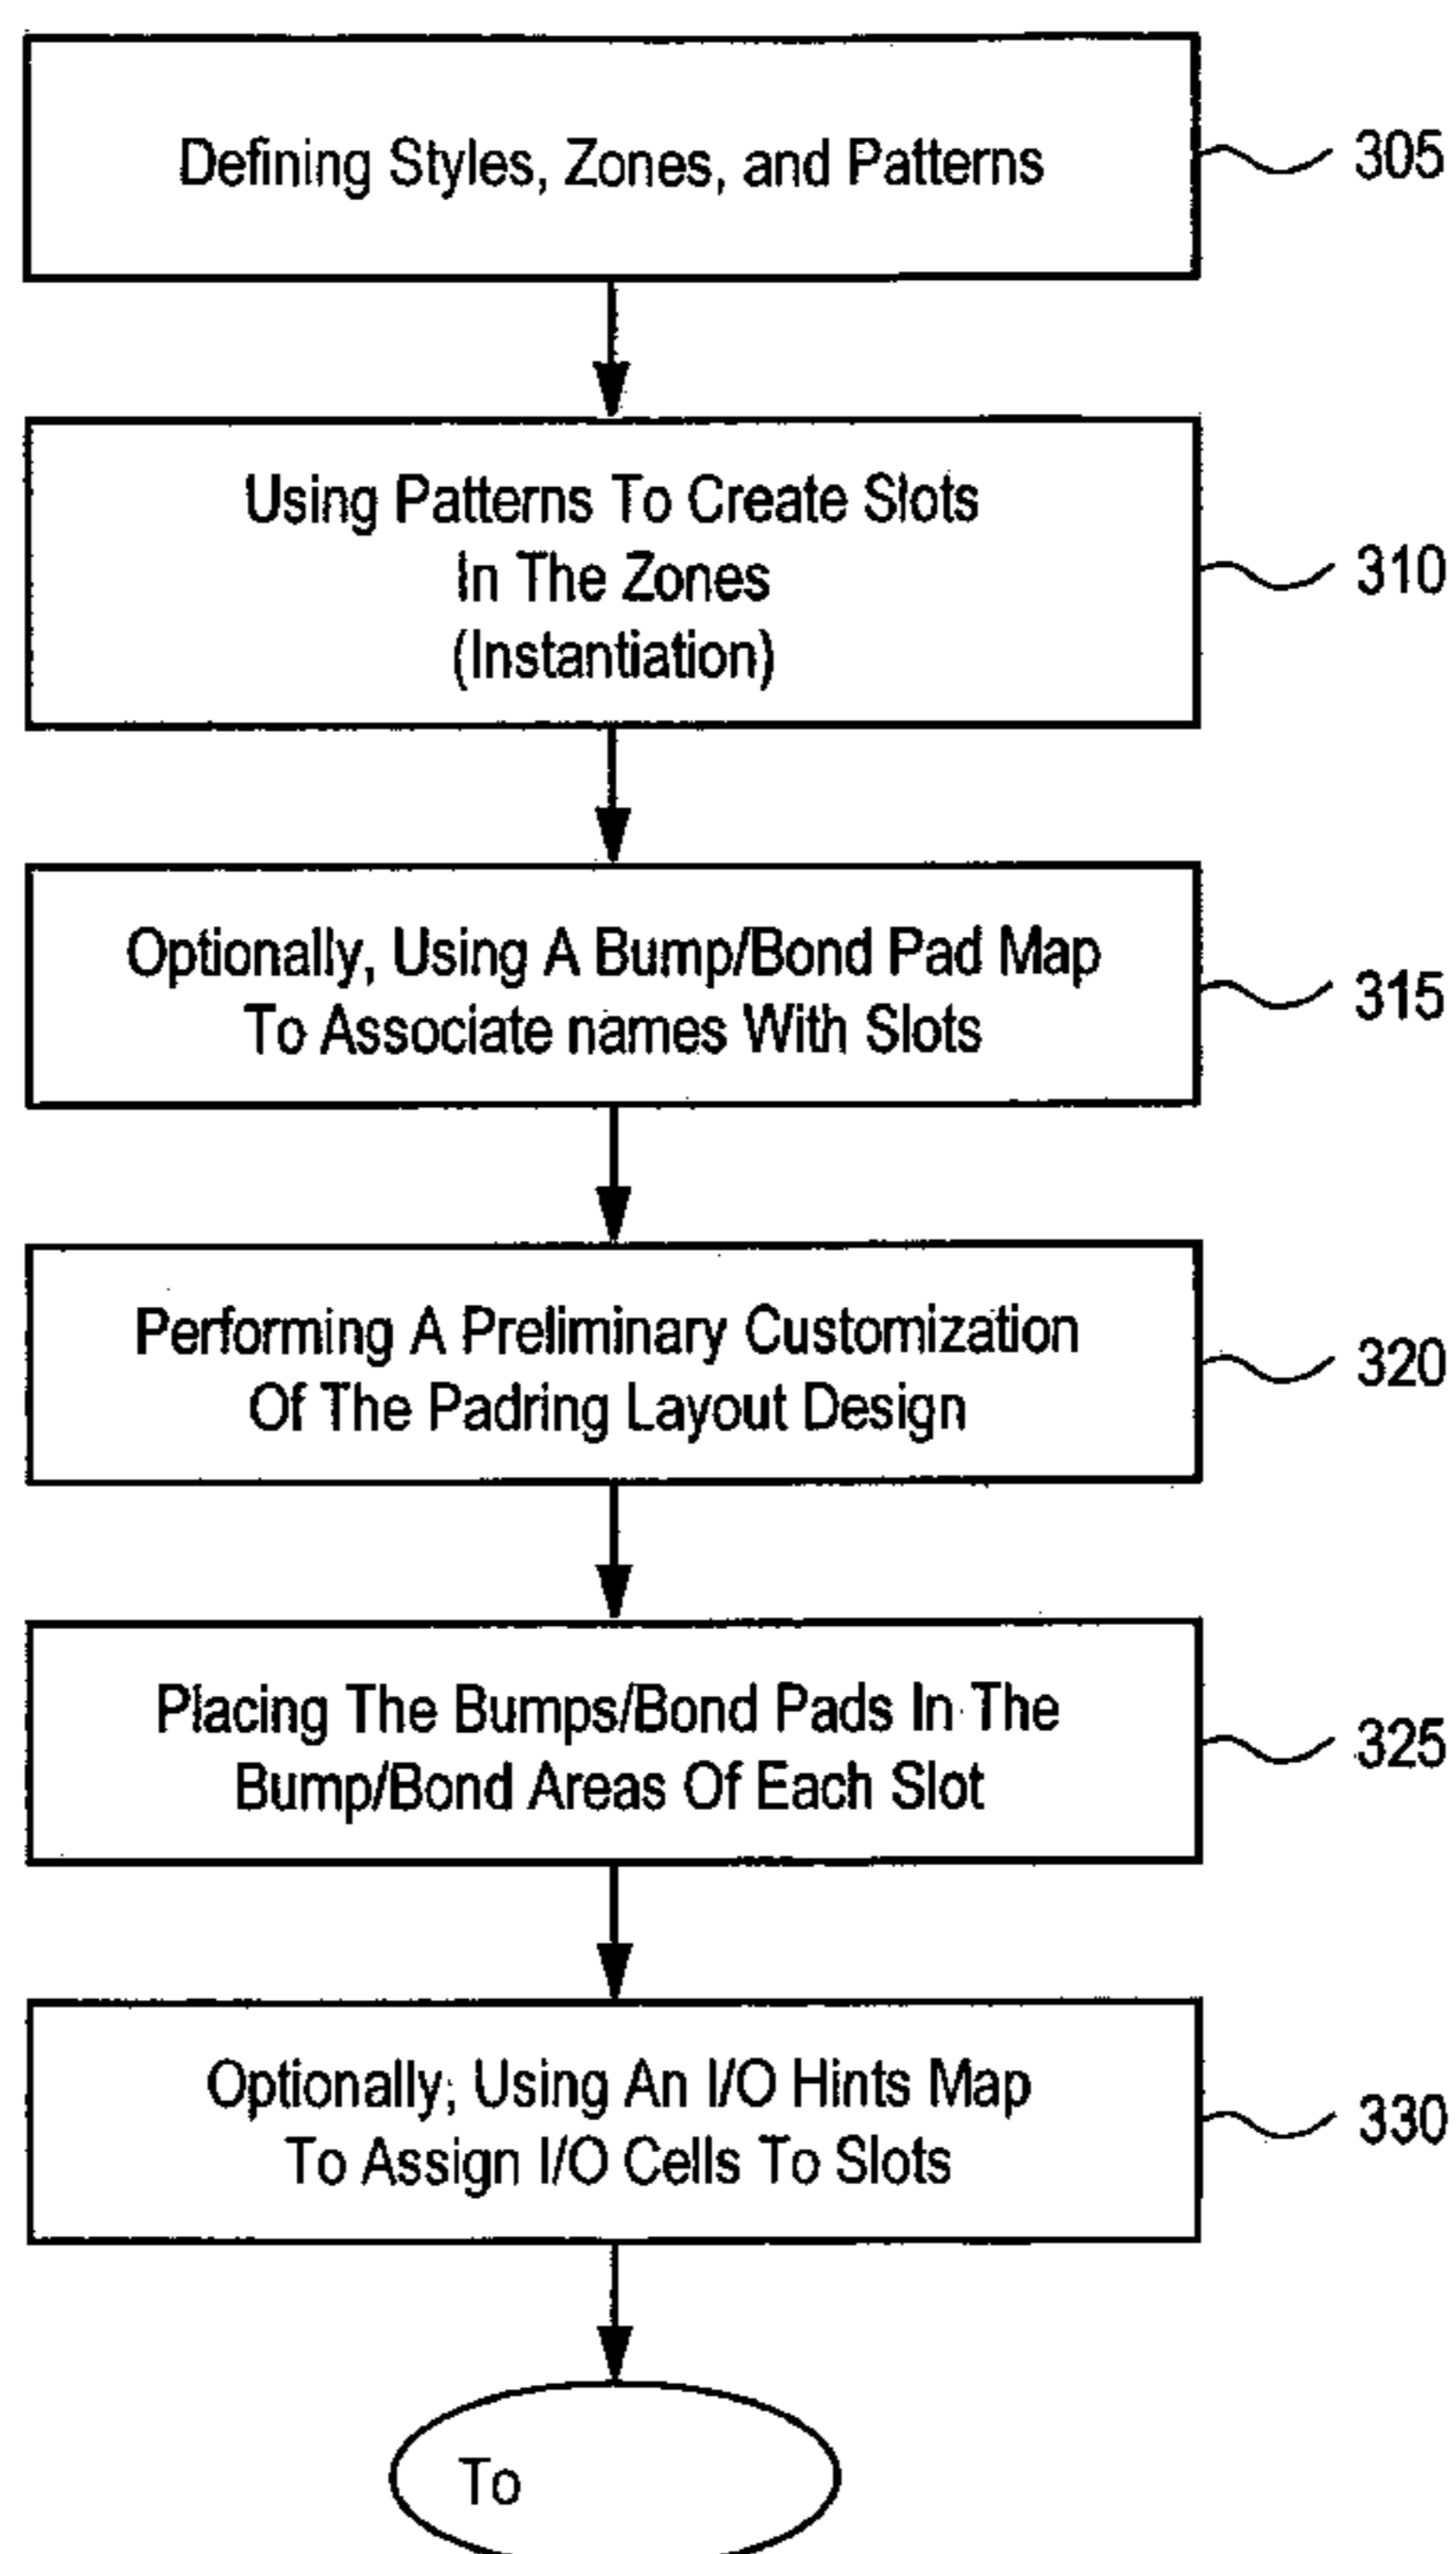 Defining Styles, Zones, and Patterns
305
Using Patterns To Create Slots
In The Zones
(Instantiation)
310
Optionally, Using A Bump/Bond Pad Map
To Associate names With Slots
315
Performing A Preliminary Customization
Of The Padring Layout Design
320
Placing The Bumps/Bond Pads In The
Bump/Bond Areas Of Each Slot
325
Optionally, Using An I/O Hints Map
To Assign I/O Cells To Slots
330
To